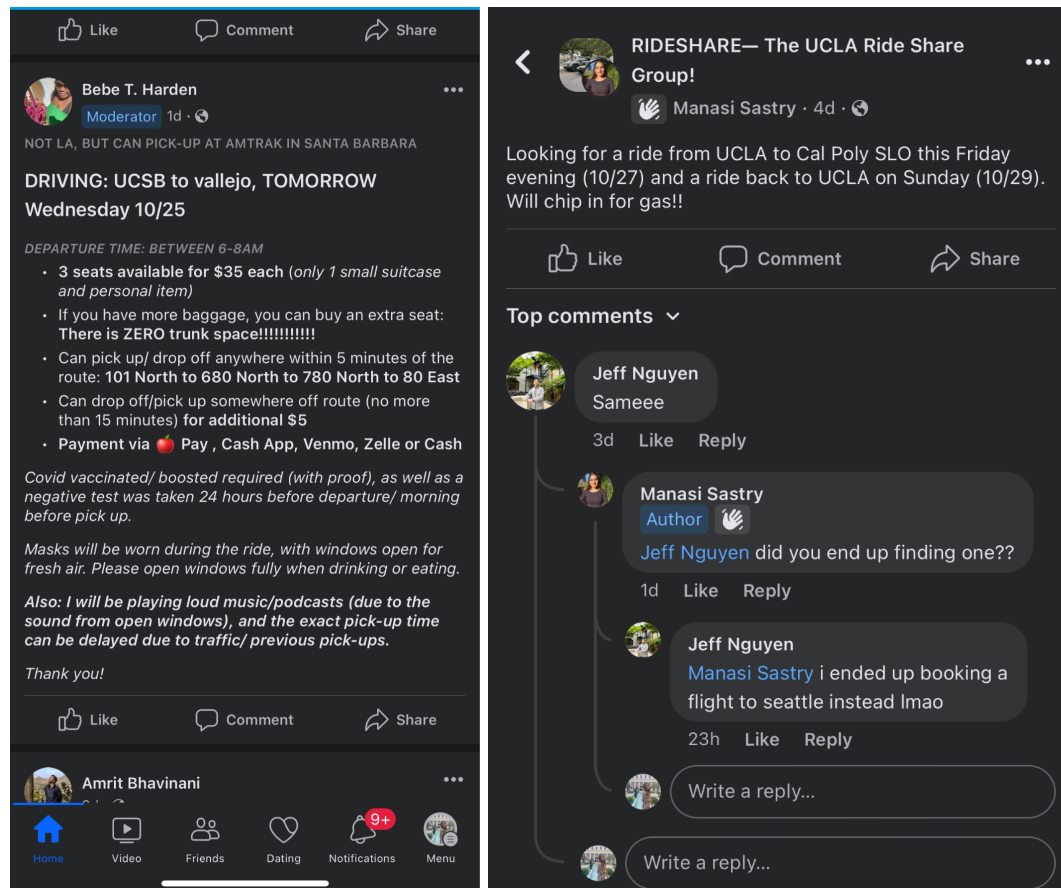 Like Comment Share
Bebe T. Harden
Moderator 1d ·
NOT LA, BUT CAN PICK-UP AT AMTRAK IN SANTA BARBARA
DRIVING: UCSB to vallejo, TOMORROW
Wednesday 10/25
DEPARTURE TIME: BETWEEN 6-8AM
• 3 seats available for $35 each (only 1 small suitcase
and personal item)
• If you have more baggage, you can buy an extra seat:
There is ZERO trunk space!!!!!!!!!!!
• Can pick up/ drop off anywhere within 5 minutes of the
route: 101 North to 680 North to 780 North to 80 East
• Can drop off/pick up somewhere off route (no more
than 15 minutes) for additional $5
• Payment via 🍎 Pay , Cash App, Venmo, Zelle or Cash
Covid vaccinated/ boosted required (with proof), as well as a
negative test was taken 24 hours before departure/ morning
before pick up.
Masks will be worn during the ride, with windows open for
fresh air. Please open windows fully when drinking or eating.
Also: I will be playing loud music/podcasts (due to the
sound from open windows), and the exact pick-up time
can be delayed due to traffic/ previous pick-ups.
Thank you!
Like Comment Share
Amrit Bhavinani
9+
Home Video Friends Dating Notifications Menu
RIDESHARE— The UCLA Ride Share
Group!
Manasi Sastry · 4d ·
Looking for a ride from UCLA to Cal Poly SLO this Friday
evening (10/27) and a ride back to UCLA on Sunday (10/29).
Will chip in for gas!!
Like Comment Share
Top comments
Jeff Nguyen
Sameee
3d Like Reply
Manasi Sastry
Author
Jeff Nguyen did you end up finding one??
1d Like Reply
Jeff Nguyen
Manasi Sastry i ended up booking a
flight to seattle instead lmao
23h Like Reply
Write a reply...
Write a reply...